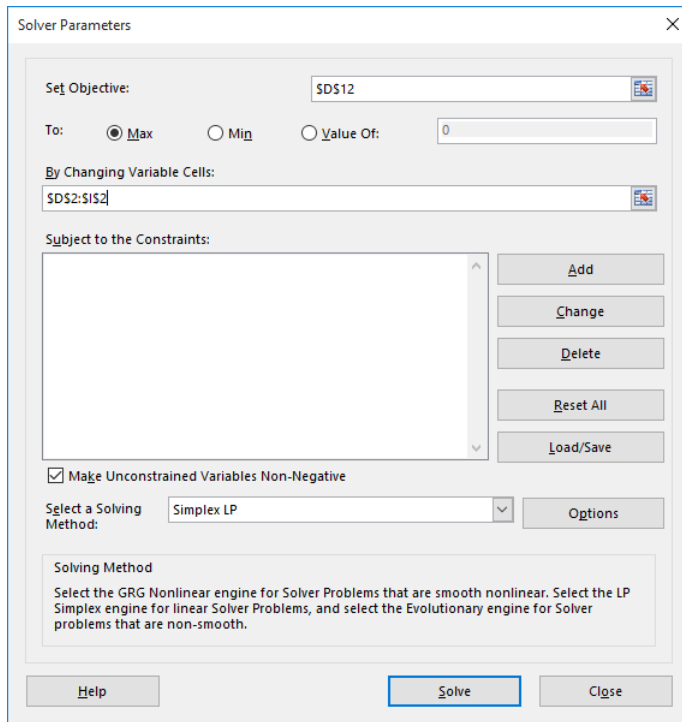 Solver Parameters
Set Objective:
$D$12
To:
Max
Min
Value Of:
0
By Changing Variable Cells:
$D$2:$I$2
Subject to the Constraints:
Add
Change
Delete
Reset All
Load/Save
Make Unconstrained Variables Non-Negative
Select a Solving
Method:
Simplex LP
Options
Solving Method
Select the GRG Nonlinear engine for Solver Problems that are smooth nonlinear. Select the LP
Simplex engine for linear Solver Problems, and select the Evolutionary engine for Solver
problems that are non-smooth.
Help
Solve
Close